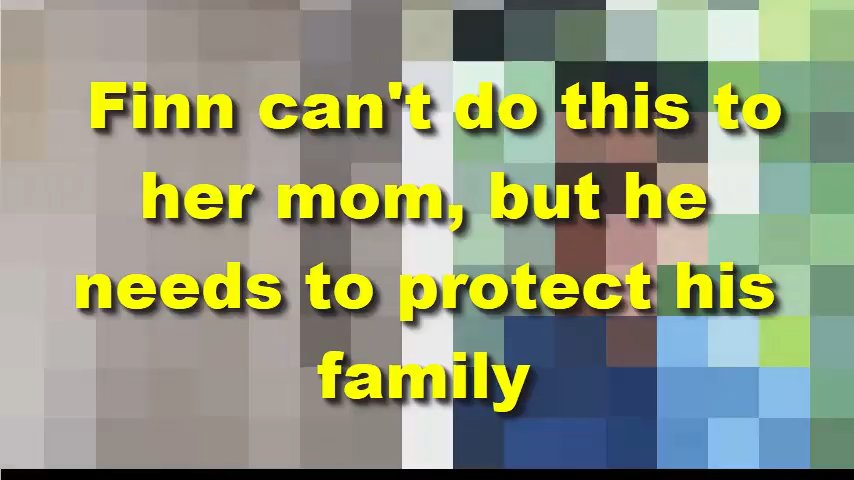 Finn can't do this to
her mom, but he
needs to protect his
family